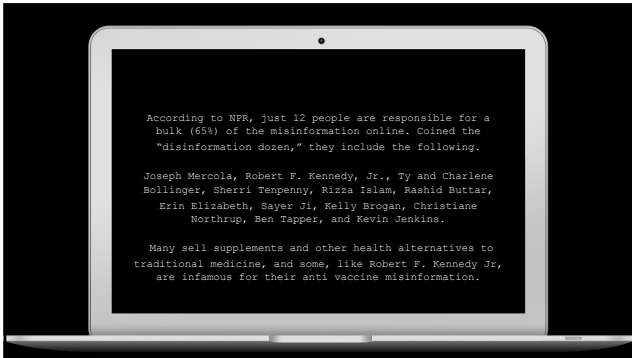 According to NPR, just 12 people are responsible for a
bulk (65%) of the misinformation online. Coined the
“disinformation dozen,” they include the following.
Joseph Mercola, Robert F. Kennedy, Jr., Ty and Charlene
Bollinger, Sherri Tenpenny, Rizza Islam, Rashid Buttar,
Erin Elizabeth, Sayer Ji, Kelly Brogan, Christiane
Northrup, Ben Tapper, and Kevin Jenkins.
Many sell supplements and other health alternatives to
traditional medicine, and some, like Robert F. Kennedy Jr,
are infamous for their anti vaccine misinformation.